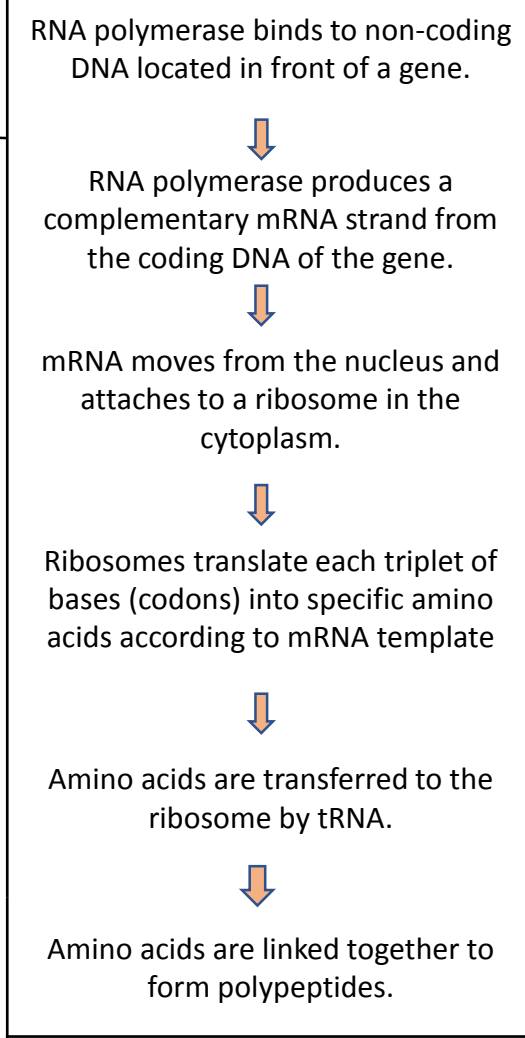 RNA polymerase binds to non-coding
DNA located in front of a gene.
RNA polymerase produces a
complementary mRNA strand from
the coding DNA of the gene.
mRNA moves from the nucleus and
attaches to a ribosome in the
cytoplasm.
Ribosomes translate each triplet of
bases (codons) into specific amino
acids according to mRNA template
Amino acids are transferred to the
ribosome by tRNA.
Amino acids are linked together to
form polypeptides.